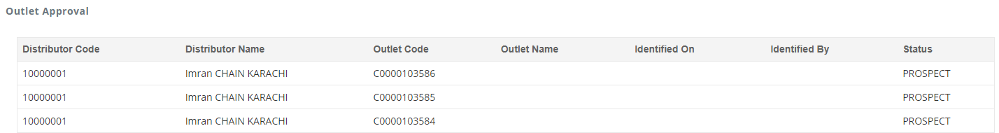 Outlet Approval
Distributor Code Distributor Name Outlet Code Outlet Name Identified On Identified By Status
10000001 Imran CHAIN KARACHI C0000103586 PROSPECT
10000001 Imran CHAIN KARACHI C0000103585 PROSPECT
10000001 Imran CHAIN KARACHI C0000103584 PROSPECT